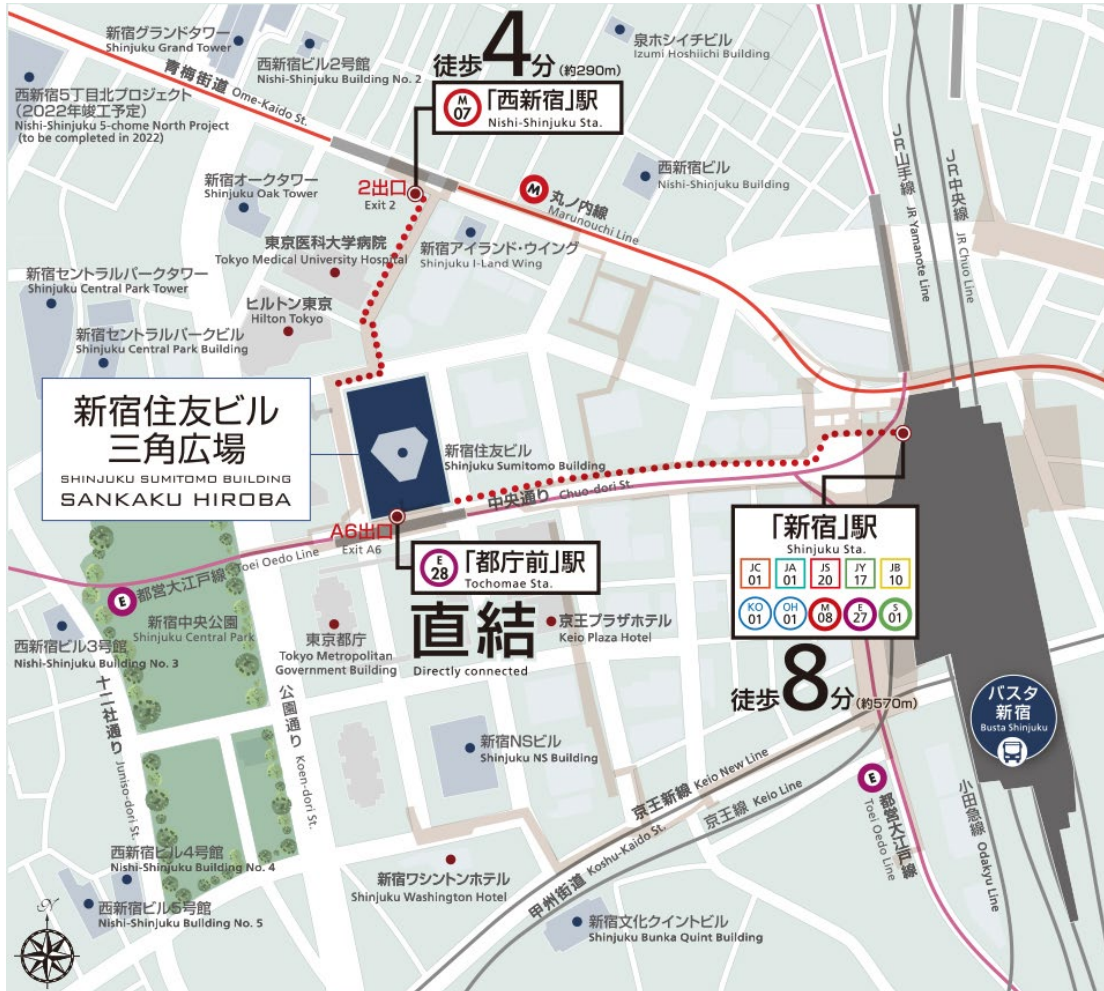 新宿グランドタワー
Shinjuku Grand Tower
西新宿ビル2号館
Nishi-Shinjuku Building No. 2
徒歩4分(約290m)
泉ホシイチビル
Izumi Hoshiichi Building
青梅街道 Ome-Kaido St.
西新宿5丁目北プロジェクト
(2022年竣工予定)
Nishi-Shinjuku 5-chome North Project
(to be completed in 2022)
M
07
「西新宿」駅
Nishi-Shinjuku Sta.
JR山手線 JR Yamanote Line
JR中央線 JR Chuo Line
新宿オークタワー
Shinjuku Oak Tower
2出口
Exit 2
M
丸ノ内線
Marunouchi Line
西新宿ビル
Nishi-Shinjuku Building
東京医科大学病院
Tokyo Medical University Hospital
新宿アイランド・ウイング
Shinjuku I-Land Wing
新宿セントラルパークタワー
Shinjuku Central Park Tower
ヒルトン東京
Hilton Tokyo
新宿セントラルパークビル
Shinjuku Central Park Building
新宿住友ビル
三角広場
SHINJUKU SUMITOMO BUILDING
SANKAKU HIROBA
新宿住友ビル
Shinjuku Sumitomo Building
中央通り Chuo-dori St.
A6出口
Exit A6
E
28
「都庁前」駅
Tochomae Sta.
直結
Directly connected
「新宿」駅
Shinjuku Sta.
JC
01
JA
01
JS
20
JY
17
JB
10
KO
01
OH
01
M
08
E
27
S
01
徒歩8分(約570m)
E
都営大江戸線 Toei Oedo Line
新宿中央公園
Shinjuku Central Park
西新宿ビル3号館
Nishi-Shinjuku Building No. 3
東京都庁
Tokyo Metropolitan
Government Building
京王プラザホテル
Keio Plaza Hotel
十二社通り Juniso-dori St.
公園通り Koen-dori St.
新宿NSビル
Shinjuku NS Building
バスタ
新宿
Busta Shinjuku
京王新線 Keio New Line
京王線 Keio Line
甲州街道 Koshu-Kaido St.
E
都営大江戸線
Toei Oedo Line
小田急線 Odakyu Line
西新宿ビル4号館
Nishi-Shinjuku Building No. 4
西新宿ビル5号館
Nishi-Shinjuku Building No. 5
新宿ワシントンホテル
Shinjuku Washington Hotel
新宿文化クイントビル
Shinjuku Bunka Quint Building
N